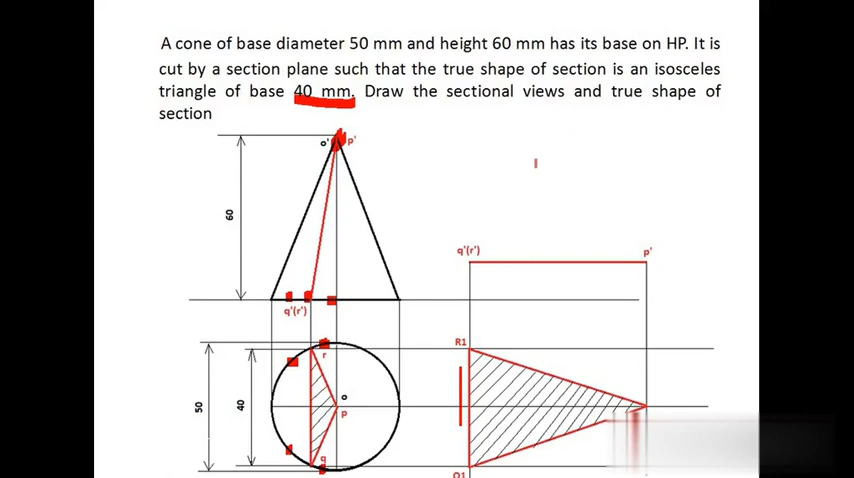 A cone of base diameter 50 mm and height 60 mm has its base on HP. It is
cut by a section plane such that the true shape of section is an isosceles
triangle of base 40 mm. Draw the sectional views and true shape of
section
o' p'
60
q'(r') p'
q'(r')
R1
r
50
40
o
p
q
Q1